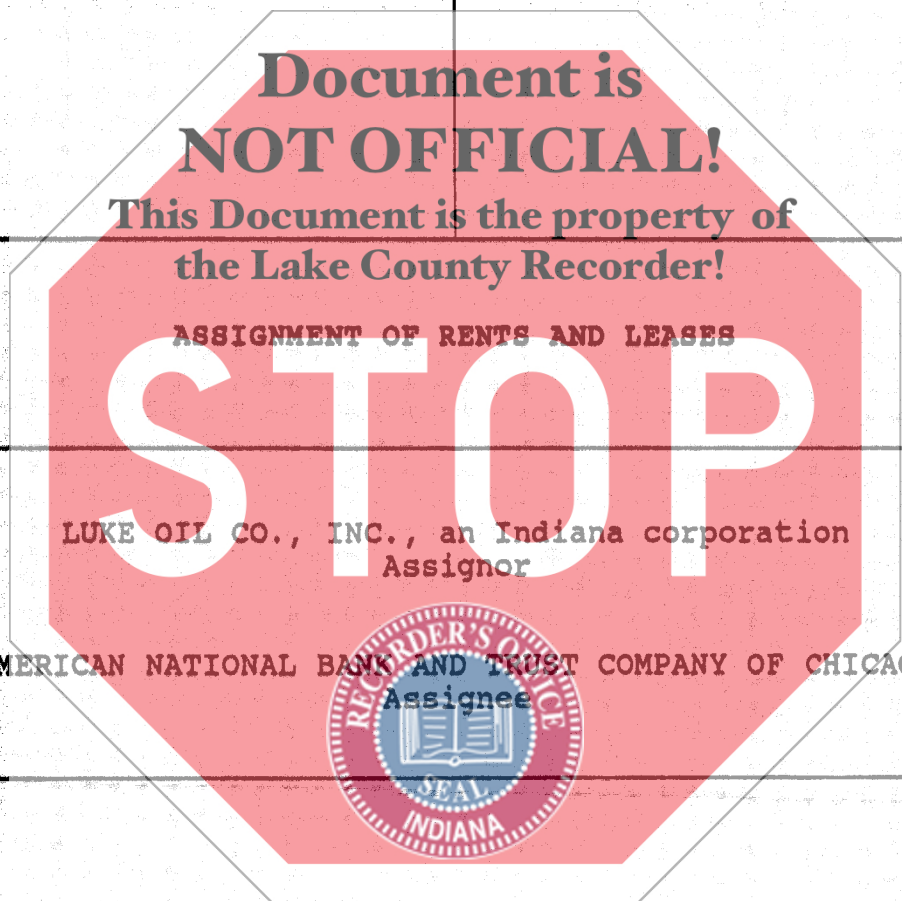 Document is
NOT OFFICIAL!
This Document is the property of
the Lake County Recorder!
ASSIGNMENT OF RENTS AND LEASES
STOP
LUKE OIL CO., INC., an Indiana corporation
Assignor
MERICAN NATIONAL BANK AND TRUST COMPANY OF CHICAG
Assignee
RECORDER'S OFFICE
SEAL
INDIANA